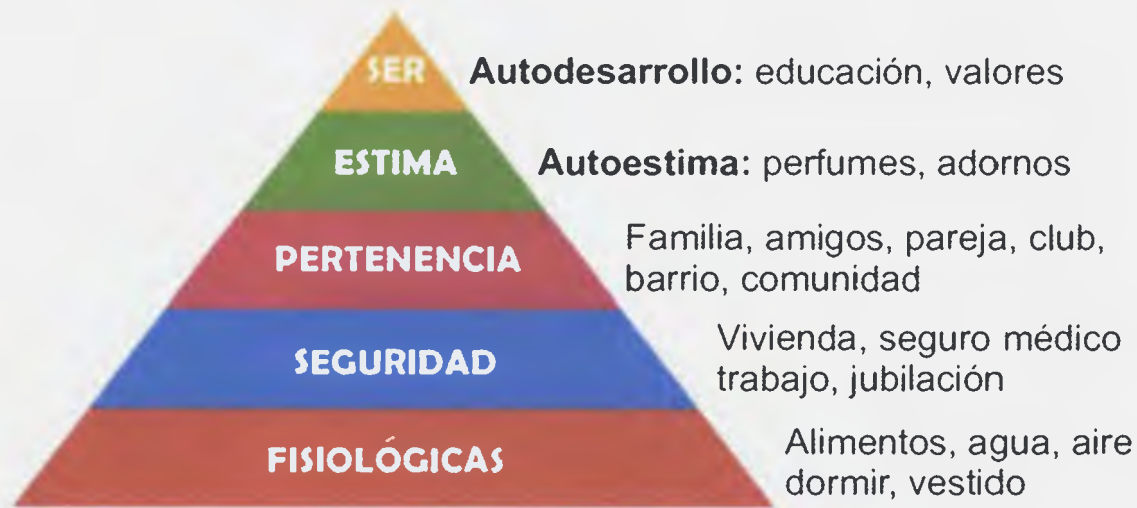 SER
Autodesarrollo: educación, valores
ESTIMA
Autoestima: perfumes, adornos
PERTENENCIA
Familia, amigos, pareja, club,
barrio, comunidad
SEGURIDAD
Vivienda, seguro médico
trabajo, jubilación
FISIOLÓGICAS
Alimentos, agua, aire
dormir, vestido